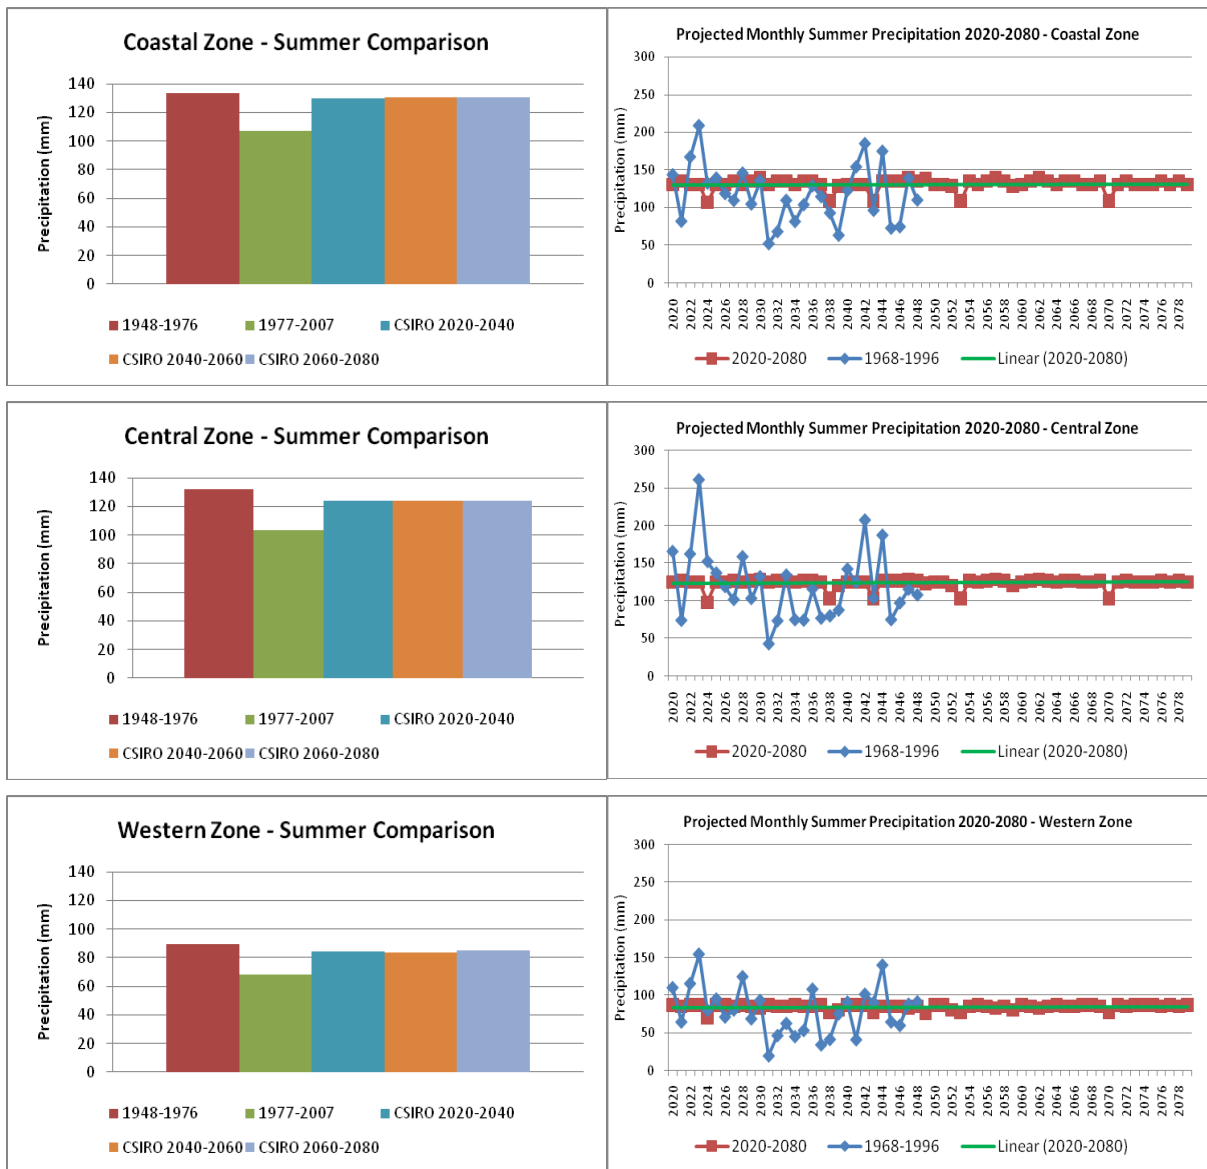 Coastal Zone - Summer Comparison
Precipitation (mm)
140
120
100
80
60
40
20
0
1948-1976 1977-2007 CSIRO 2020-2040
CSIRO 2040-2060 CSIRO 2060-2080
Projected Monthly Summer Precipitation 2020-2080 - Coastal Zone
Precipitation (mm)
300
250
200
150
100
50
0
2020 2022 2024 2026 2028 2030 2032 2034 2036 2038 2040 2042 2044 2046 2048 2050 2052 2054 2056 2058 2060 2062 2064 2066 2068 2070 2072 2074 2076 2078
2020-2080 1968-1996 Linear (2020-2080)
Central Zone - Summer Comparison
Precipitation (mm)
140
120
100
80
60
40
20
0
1948-1976 1977-2007 CSIRO 2020-2040
CSIRO 2040-2060 CSIRO 2060-2080
Projected Monthly Summer Precipitation 2020-2080 - Central Zone
Precipitation (mm)
300
250
200
150
100
50
0
2020 2022 2024 2026 2028 2030 2032 2034 2036 2038 2040 2042 2044 2046 2048 2050 2052 2054 2056 2058 2060 2062 2064 2066 2068 2070 2072 2074 2076 2078
2020-2080 1968-1996 Linear (2020-2080)
Western Zone - Summer Comparison
Precipitation (mm)
140
120
100
80
60
40
20
0
1948-1976 1977-2007 CSIRO 2020-2040
CSIRO 2040-2060 CSIRO 2060-2080
Projected Monthly Summer Precipitation 2020-2080 - Western Zone
Precipitation (mm)
300
250
200
150
100
50
0
2020 2022 2024 2026 2028 2030 2032 2034 2036 2038 2040 2042 2044 2046 2048 2050 2052 2054 2056 2058 2060 2062 2064 2066 2068 2070 2072 2074 2076 2078
2020-2080 1968-1996 Linear (2020-2080)